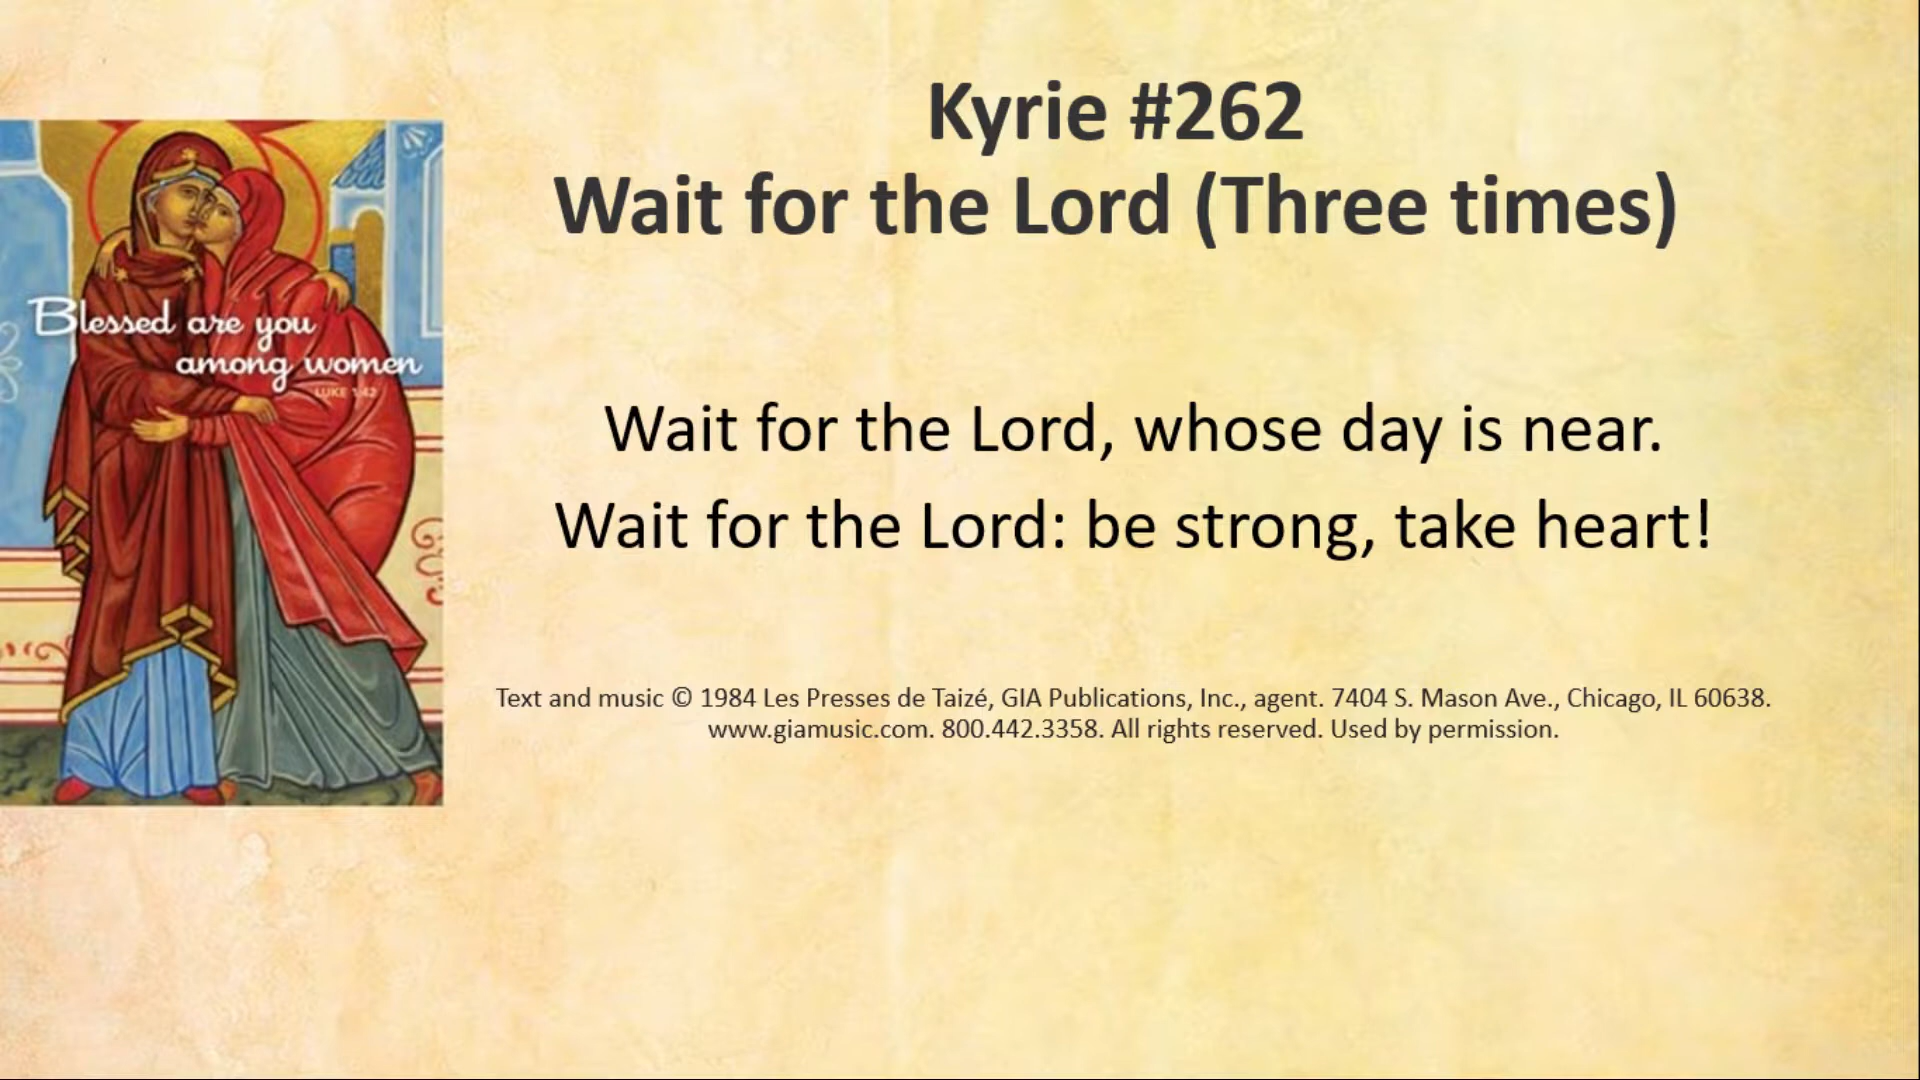 Kyrie #262
Wait for the Lord (Three times)
Blessed are you
among women
LUKE 1:42
Wait for the Lord, whose day is near.
Wait for the Lord: be strong, take heart!
Text and music © 1984 Les Presses de Taizé, GIA Publications, Inc., agent. 7404 S. Mason Ave., Chicago, IL 60638.
www.giamusic.com. 800.442.3358. All rights reserved. Used by permission.